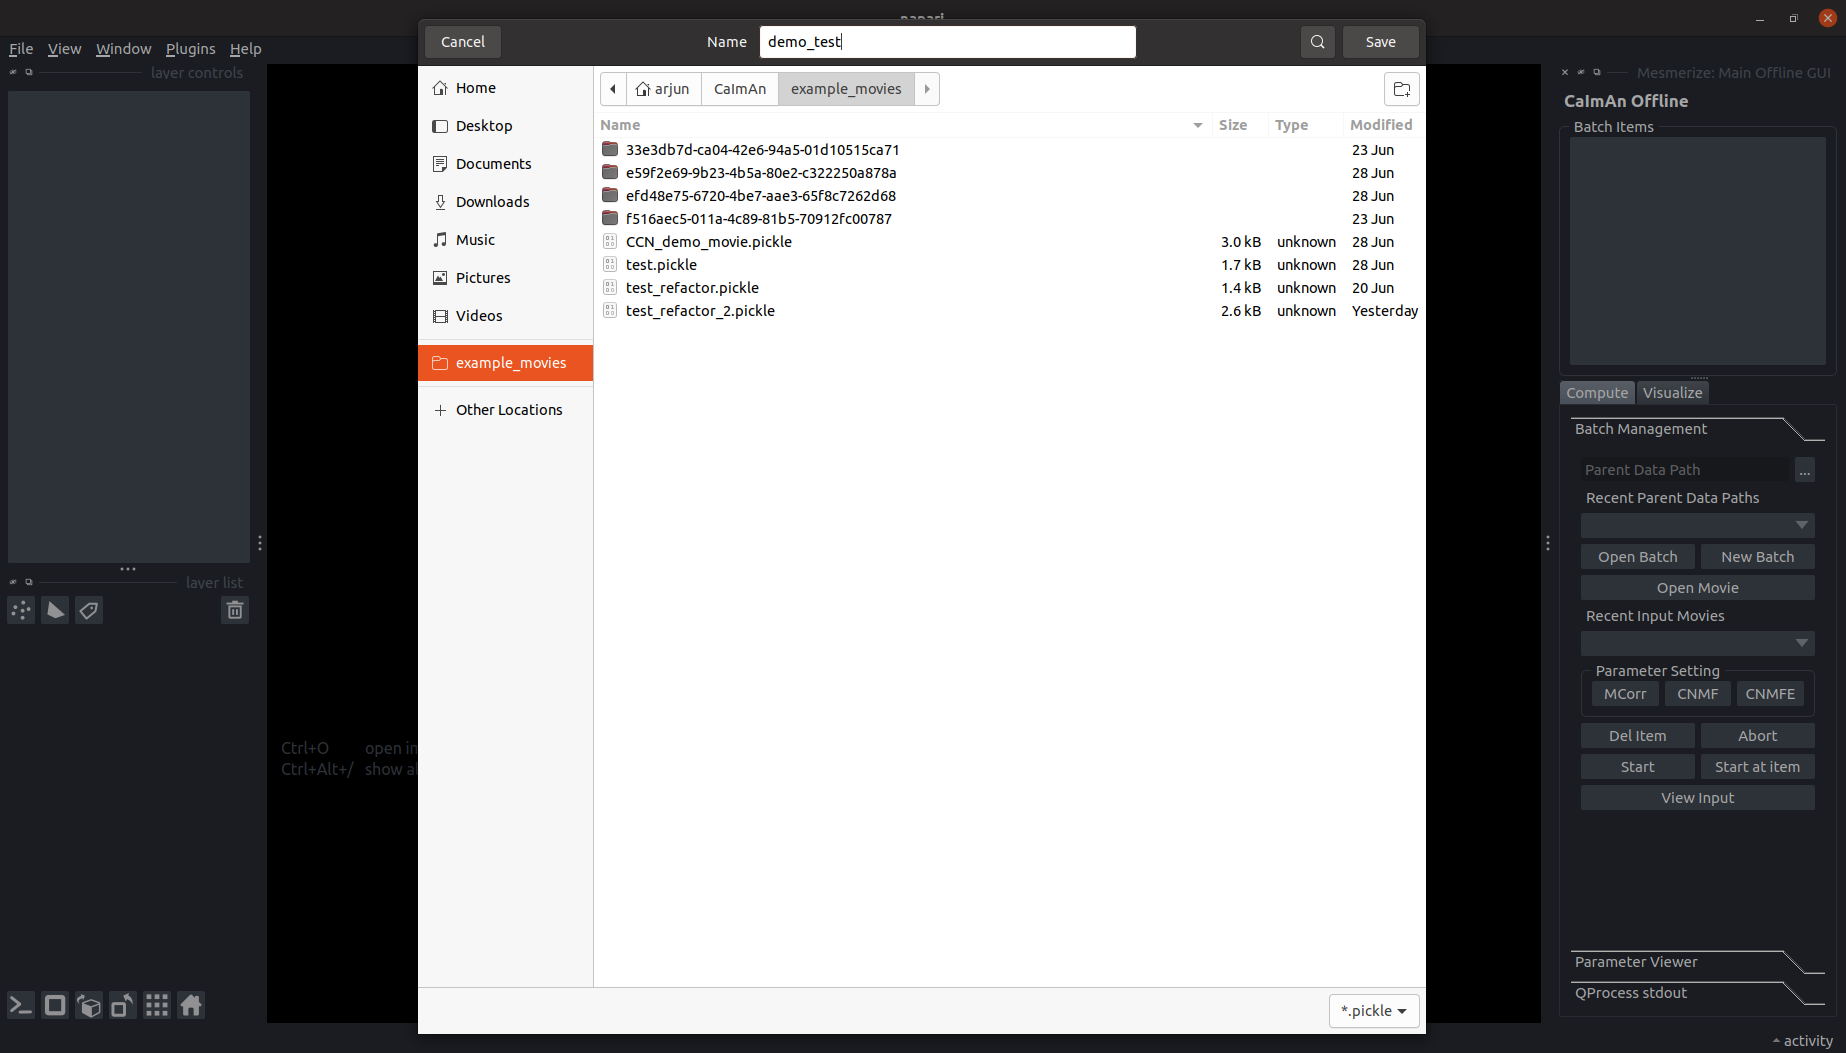 napari
File View Window Plugins Help
layer controls
layer list
Ctrl+O open in
Ctrl+Alt+/ show al
Cancel
Name demo_test
Save
Home
Desktop
Documents
Downloads
Music
Pictures
Videos
example_movies
Other Locations
arjun CaImAn example_movies
Name Size Type Modified
33e3db7d-ca04-42e6-94a5-01d10515ca71 23 Jun
e59f2e69-9b23-4b5a-80e2-c322250a878a 28 Jun
efd48e75-6720-4be7-aae3-65f8c7262d68 28 Jun
f516aec5-011a-4c89-81b5-70912fc00787 23 Jun
CCN_demo_movie.pickle 3.0 kB unknown 28 Jun
test.pickle 1.7 kB unknown 28 Jun
test_refactor.pickle 1.4 kB unknown 20 Jun
test_refactor_2.pickle 2.6 kB unknown Yesterday
*.pickle
Mesmerize: Main Offline GUI
CaImAn Offline
Batch Items
Compute Visualize
Batch Management
Parent Data Path ...
Recent Parent Data Paths
Open Batch New Batch
Open Movie
Recent Input Movies
Parameter Setting
MCorr CNMF CNMFE
Del Item Abort
Start Start at item
View Input
Parameter Viewer
QProcess stdout
activity